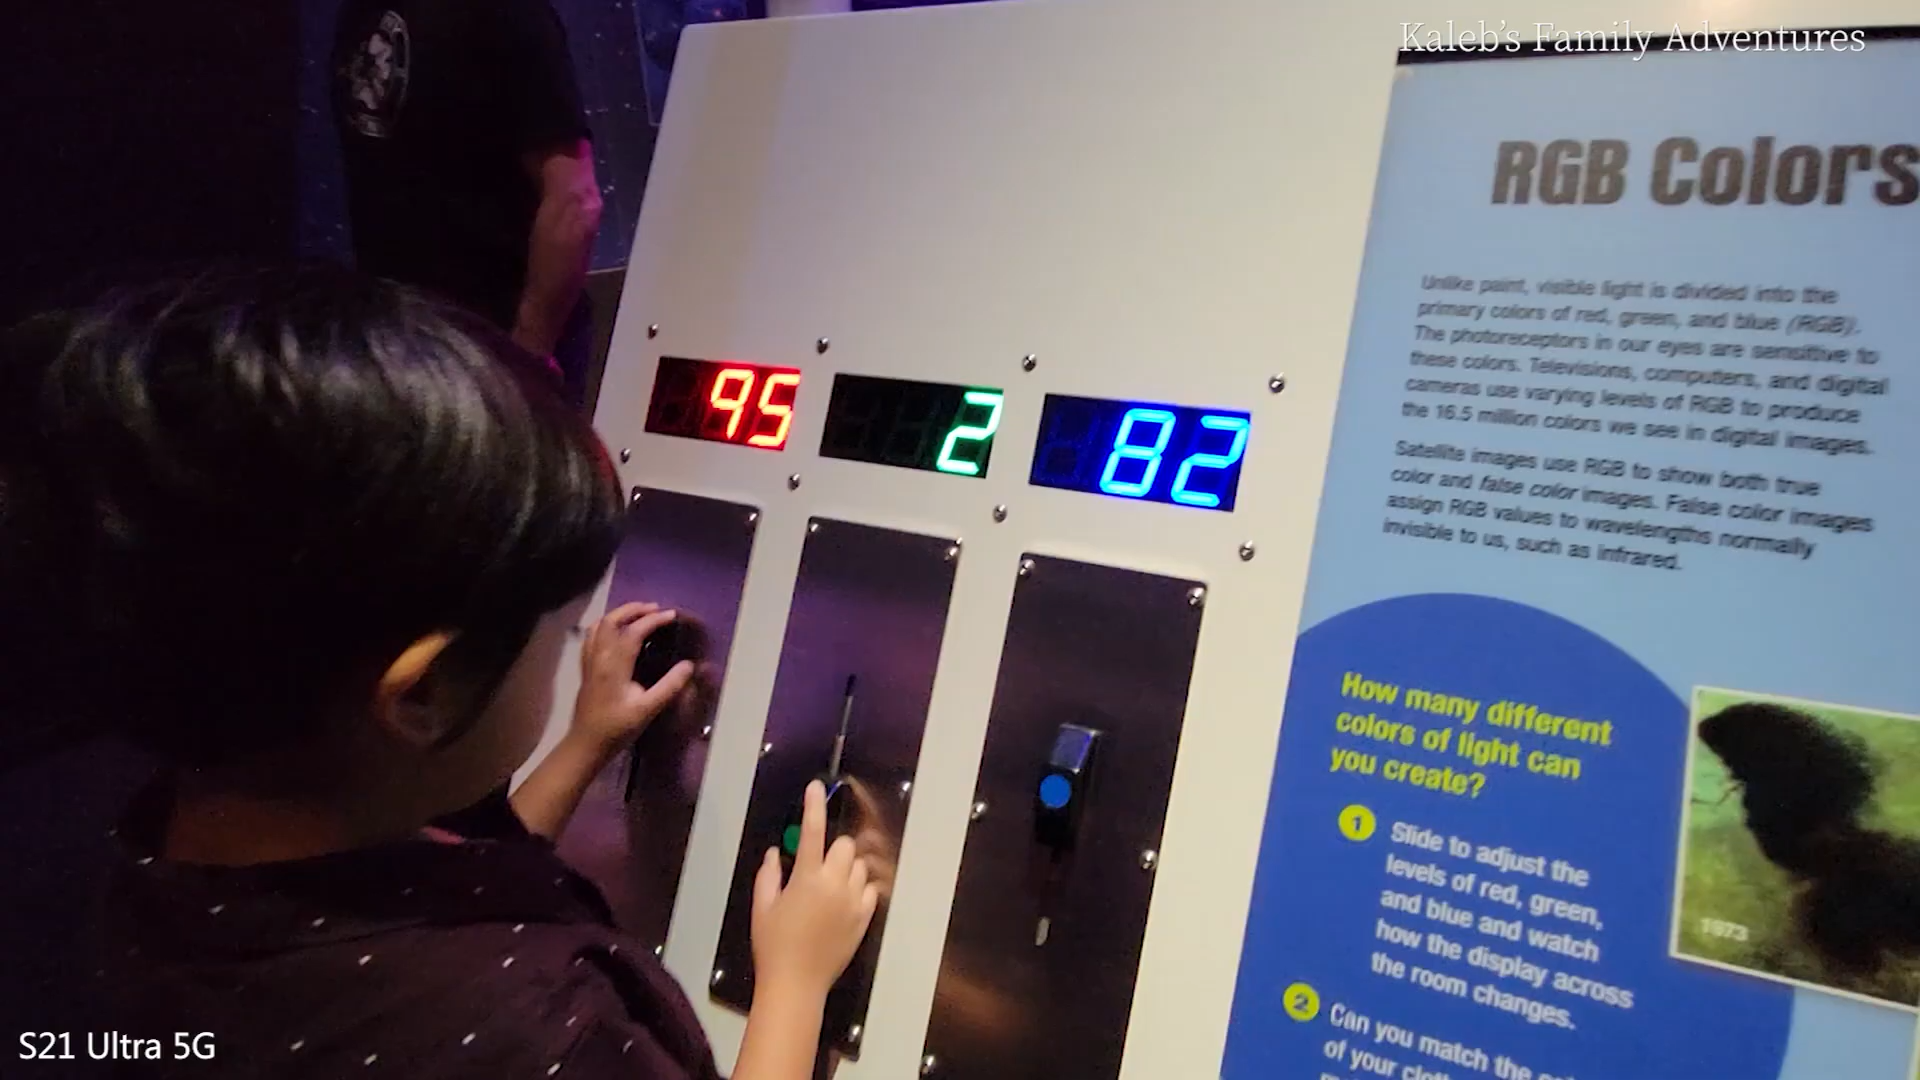 Kaleb's Family Adventures
RGB Colors
Unlike paint, visible light is divided into the
primary colors of red, green, and blue (RGB).
The photoreceptors in our eyes are sensitive to
these colors. Televisions, computers, and digital
cameras use varying levels of RGB to produce
the 16.5 million colors we see in digital images.
Satellite images use RGB to show both true
color and false color images. False color images
assign RGB values to wavelengths normally
invisible to us, such as infrared.
95
2
82
How many different
colors of light can
you create?
1 Slide to adjust the
levels of red, green,
and blue and watch
how the display across
the room changes.
2 Can you match the
of your
1973
S21 Ultra 5G